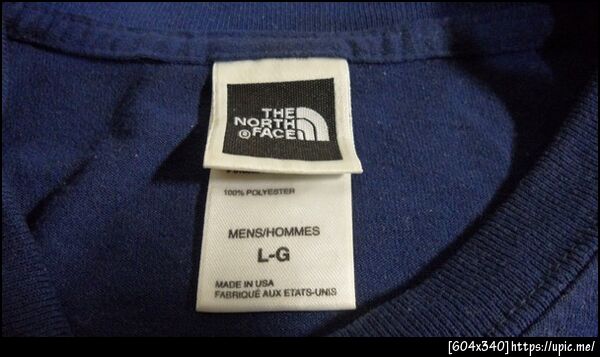 THE
NORTH
FACE
®
100% POLYESTER
MENS/HOMMES
L-G
MADE IN USA
FABRIQUÉ AUX ETATS-UNIS
[604x340]https://upic.me/